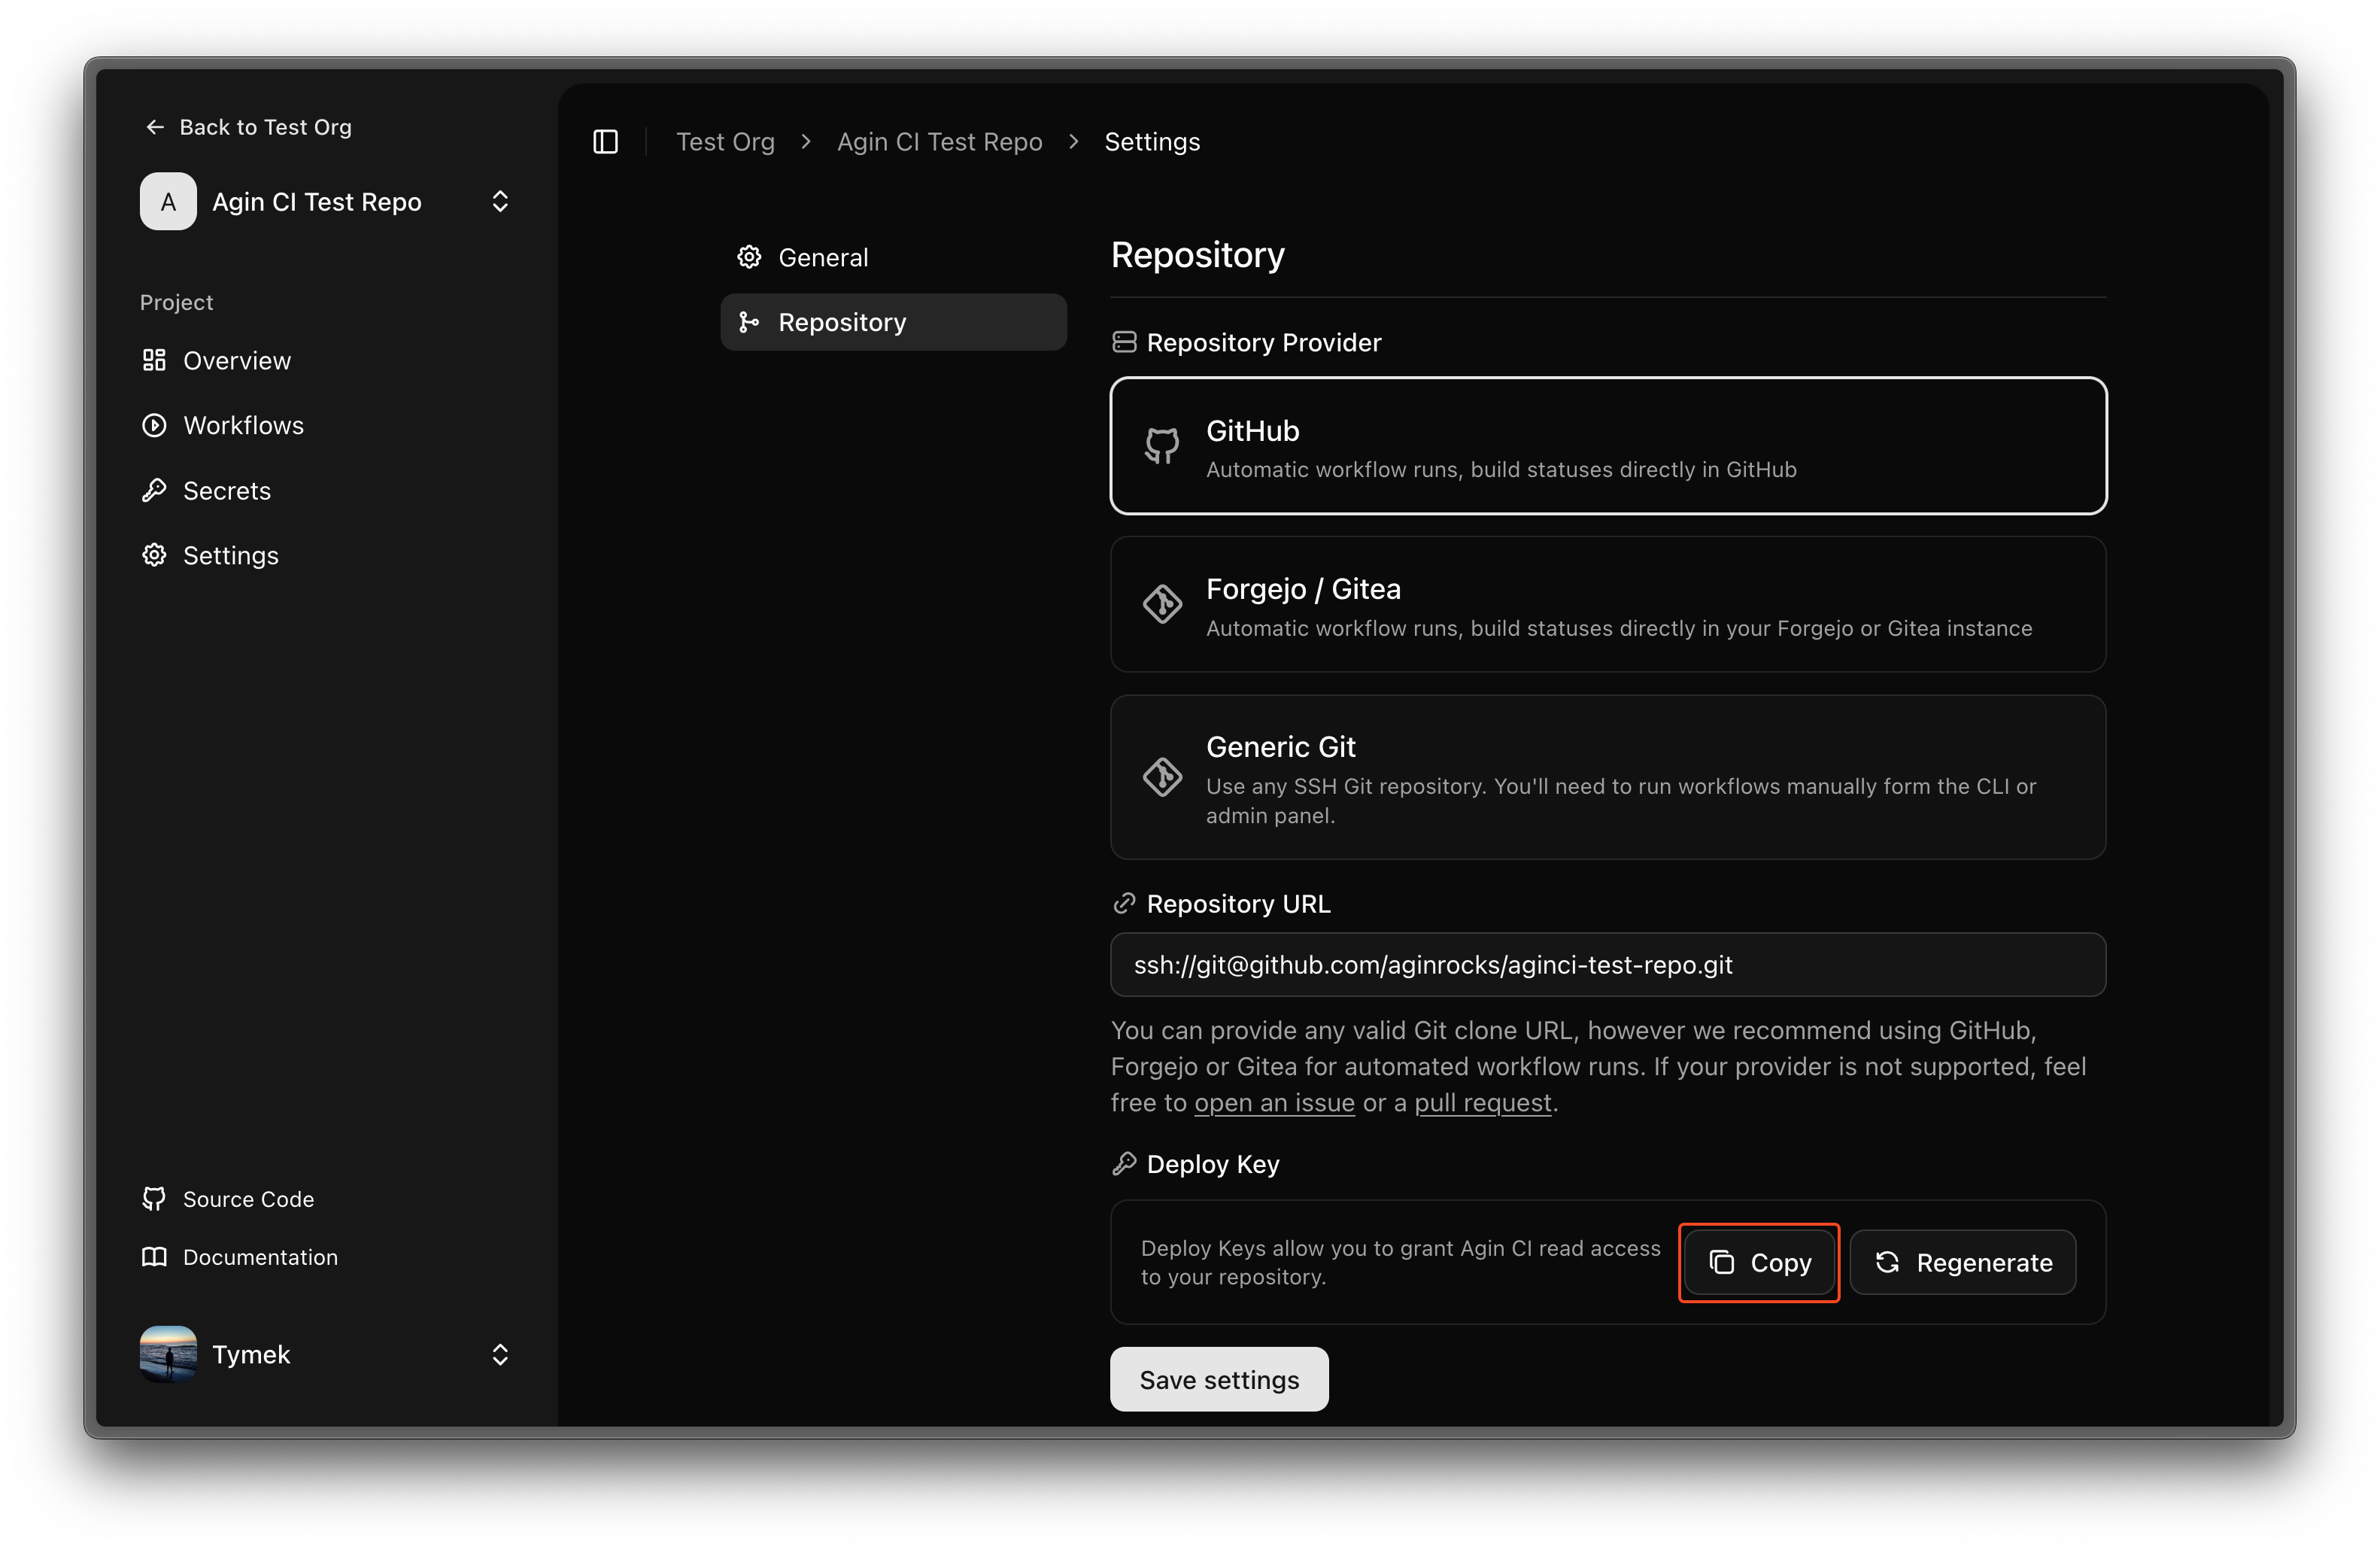 Back to Test Org
A
Agin CI Test Repo
Project
Overview
Workflows
Secrets
Settings
Source Code
Documentation
Tymek
Test Org > Agin CI Test Repo > Settings
General
Repository
Repository
Repository Provider
GitHub
Automatic workflow runs, build statuses directly in GitHub
Forgejo / Gitea
Automatic workflow runs, build statuses directly in your Forgejo or Gitea instance
Generic Git
Use any SSH Git repository. You'll need to run workflows manually form the CLI or
admin panel.
Repository URL
ssh://git@github.com/aginrocks/aginci-test-repo.git
You can provide any valid Git clone URL, however we recommend using GitHub,
Forgejo or Gitea for automated workflow runs. If your provider is not supported, feel
free to open an issue or a pull request.
Deploy Key
Deploy Keys allow you to grant Agin CI read access
to your repository.
Copy
Regenerate
Save settings